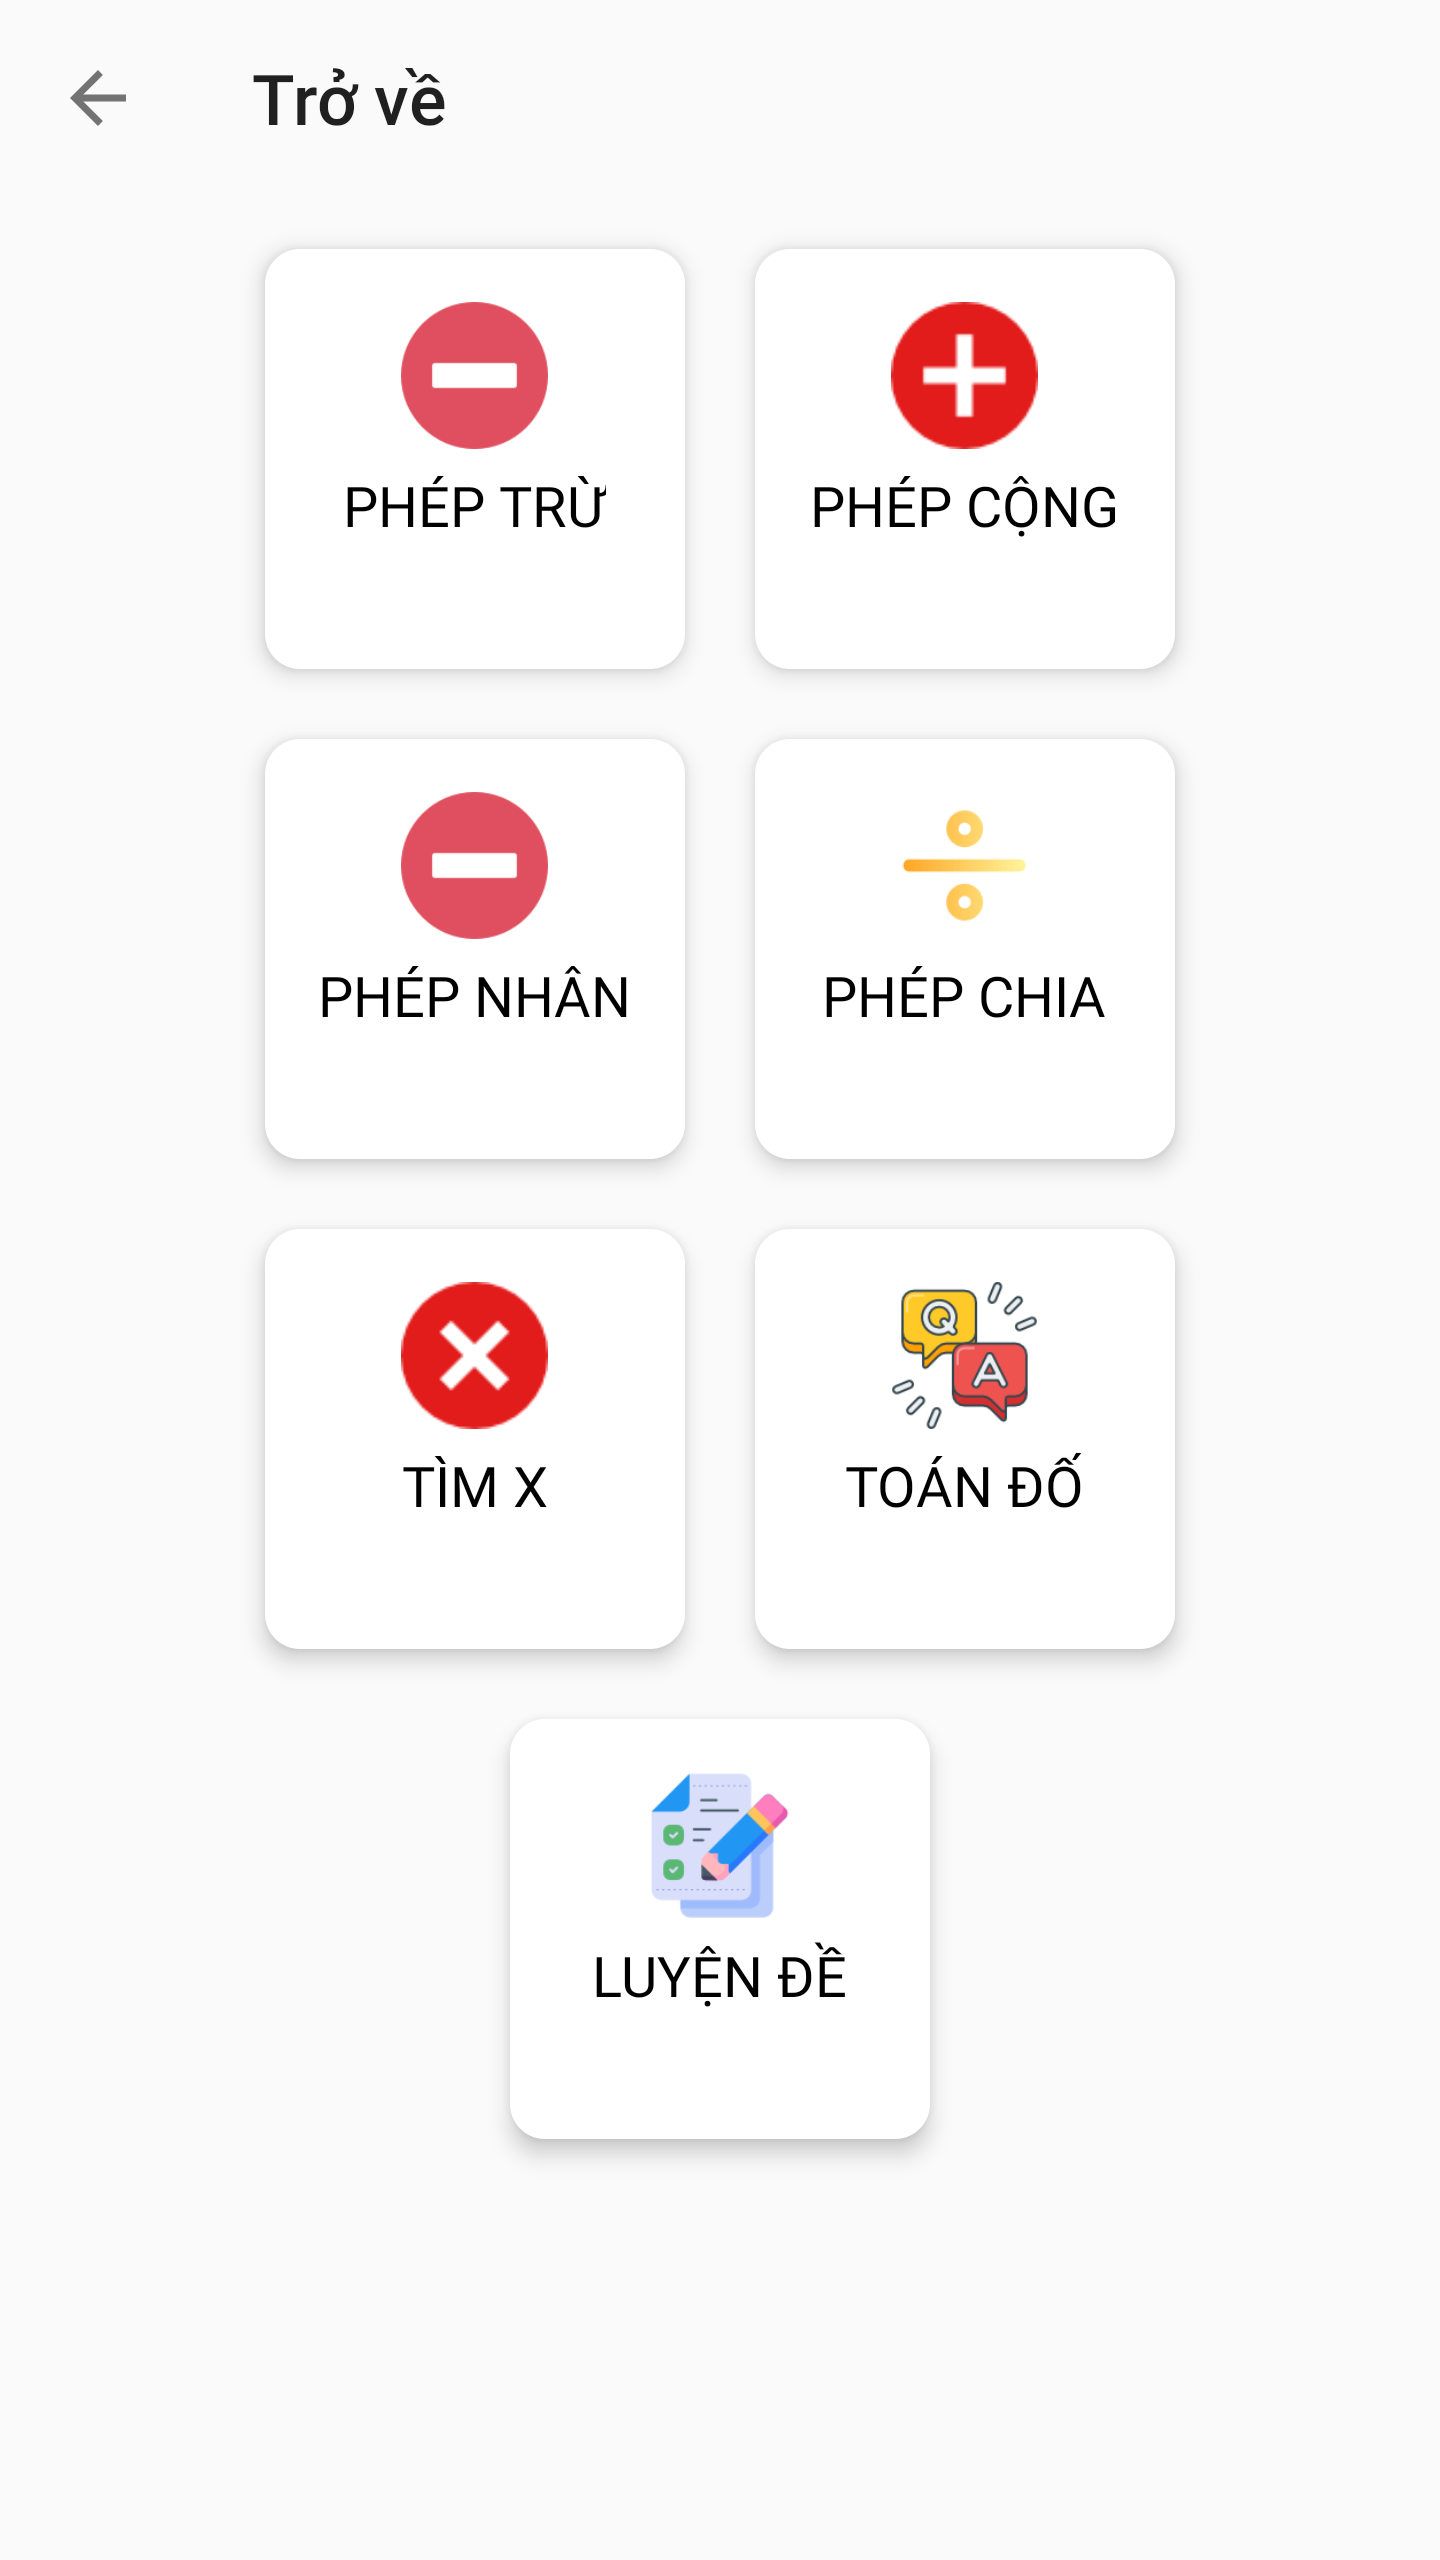 Trở về
PHÉP TRỪ
PHÉP CỘNG
PHÉP NHÂN
PHÉP CHIA
TÌM X
Q
A
TOÁN ĐỐ
LUYỆN ĐỀ